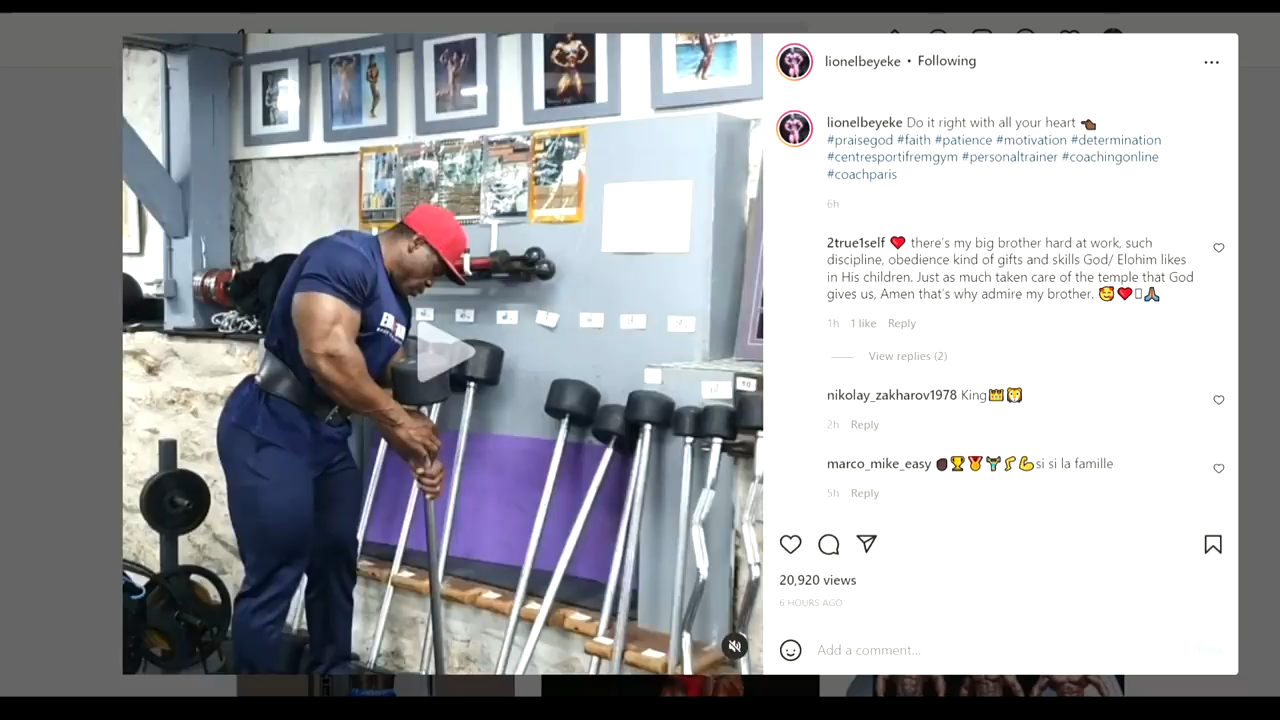 lionelbeyeke • Following
lionelbeyeke Do it right with all your heart
#praisegod #faith #patience #motivation #determination
#centresportifremgym #personaltrainer #coachingonline
#coachparis
6h
2true1self ❤️ there's my big brother hard at work, such
discipline, obedience kind of gifts and skills God/ Elohim likes
in His children. Just as much taken care of the temple that God
gives us, Amen that's why admire my brother. 🥰❤️
1h 1 like Reply
View replies (2)
nikolay_zakharov1978 King👑🐯
2h Reply
marco_mike_easy si si la famille
5h Reply
20,920 views
6 HOURS AGO
Add a comment...
10